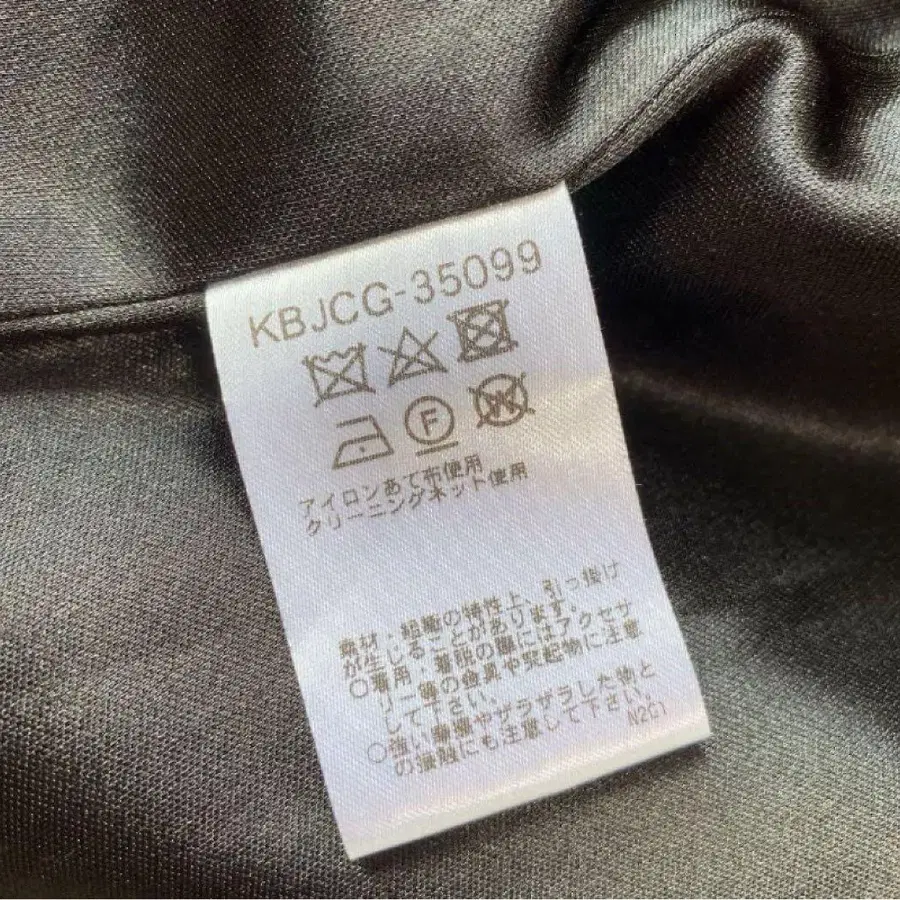 KBJCG-35099
F
W
アイロンあて布使用
クリーニングネット使用
素材・組織の特性上、引っ掛け
が生じることがあります。
○着用・着脱の際にはアクセサ
リー等の金具や突起物に注意
して下さい。
○強い摩擦やザラザラした物と
の接触にも注意して下さい。
N2C1